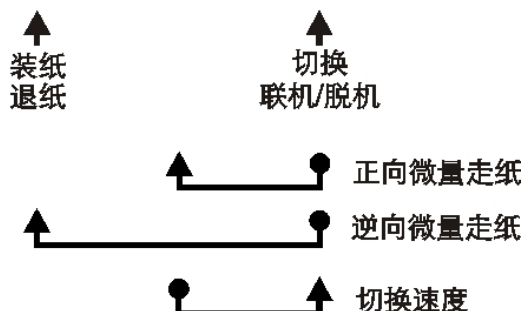 装纸 切换
退纸 联机/脱机
正向微量走纸
逆向微量走纸
切换速度